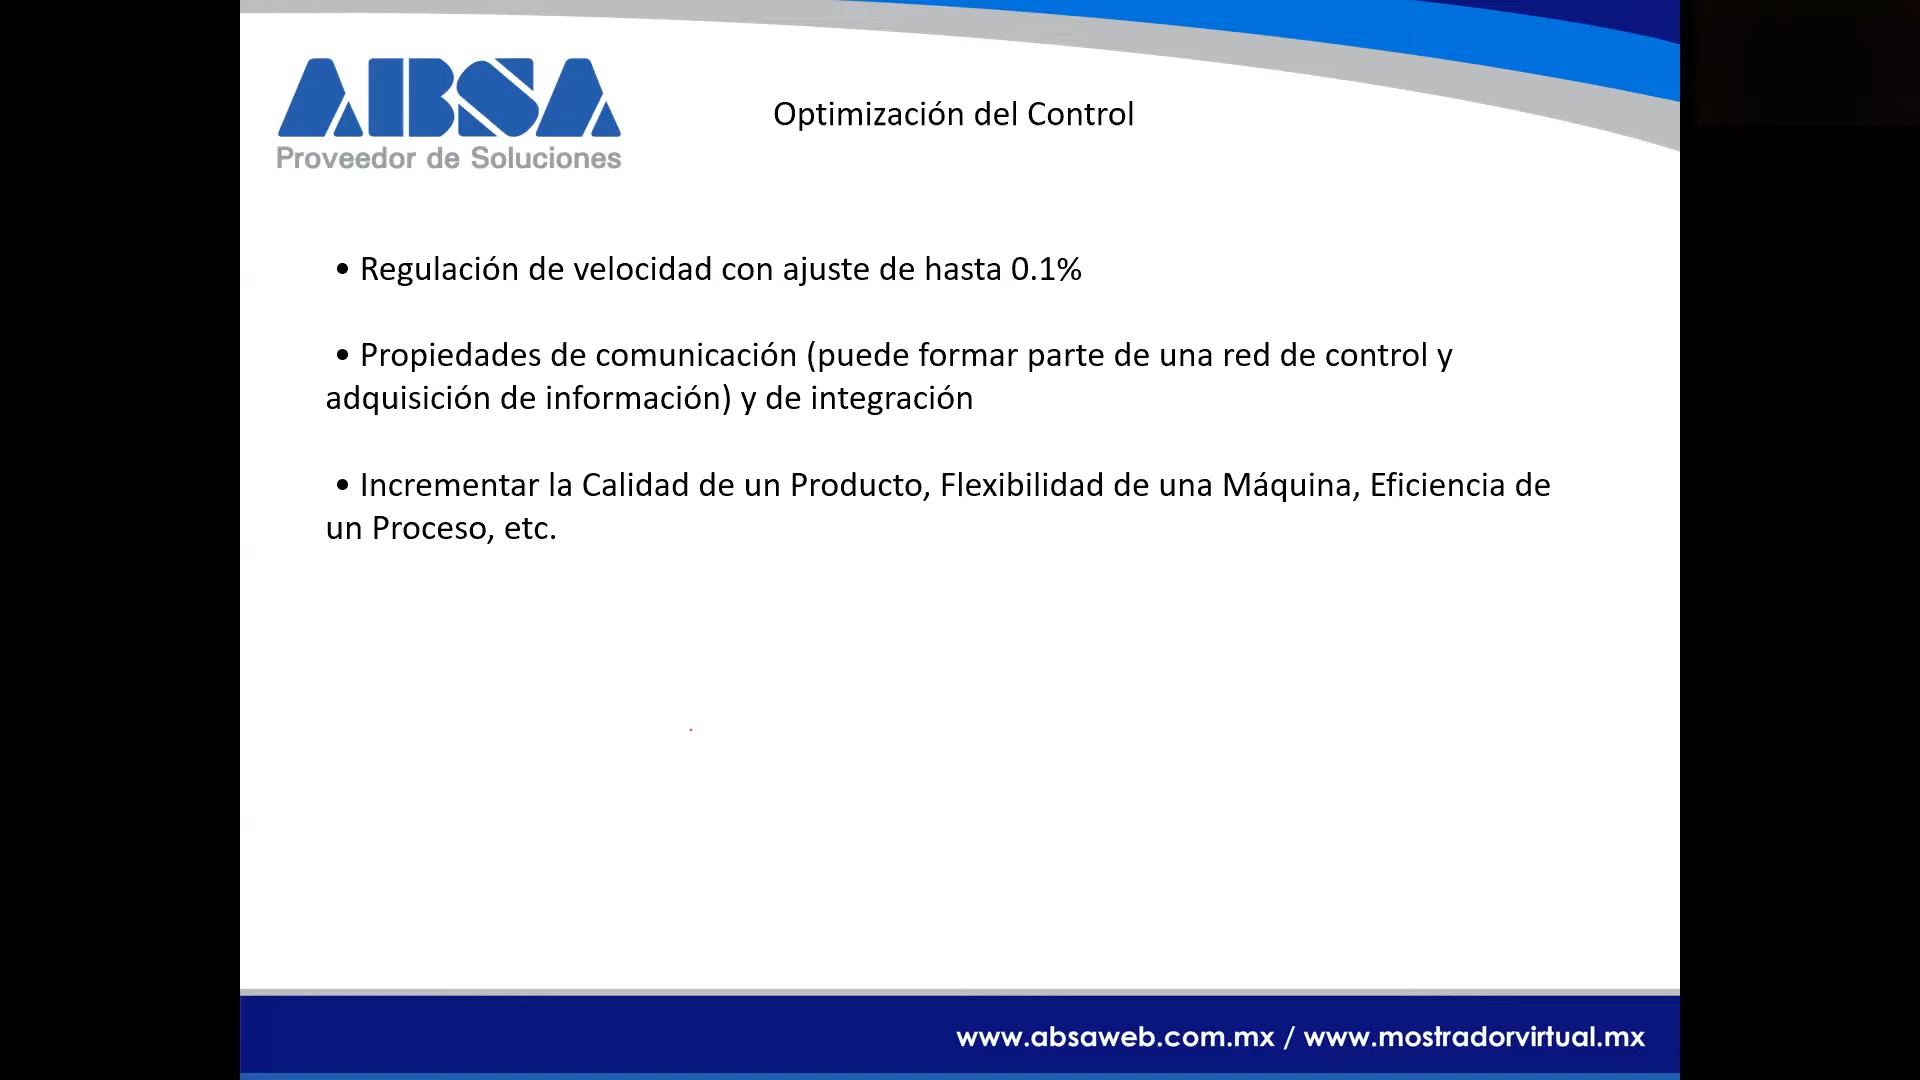 ABSA
Proveedor de Soluciones
Optimización del Control
• Regulación de velocidad con ajuste de hasta 0.1%
• Propiedades de comunicación (puede formar parte de una red de control y
adquisición de información) y de integración
• Incrementar la Calidad de un Producto, Flexibilidad de una Máquina, Eficiencia de
un Proceso, etc.
www.absaweb.com.mx / www.mostradorvirtual.mx